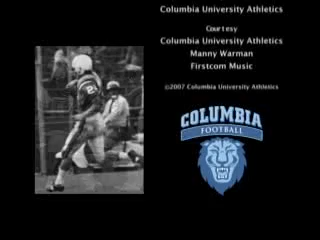 Columbia University Athletics
Courtesy
Columbia University Athletics
Manny Warman
Firstcom Music
©2007 Columbia University Athletics
COLUMBIA
FOOTBALL